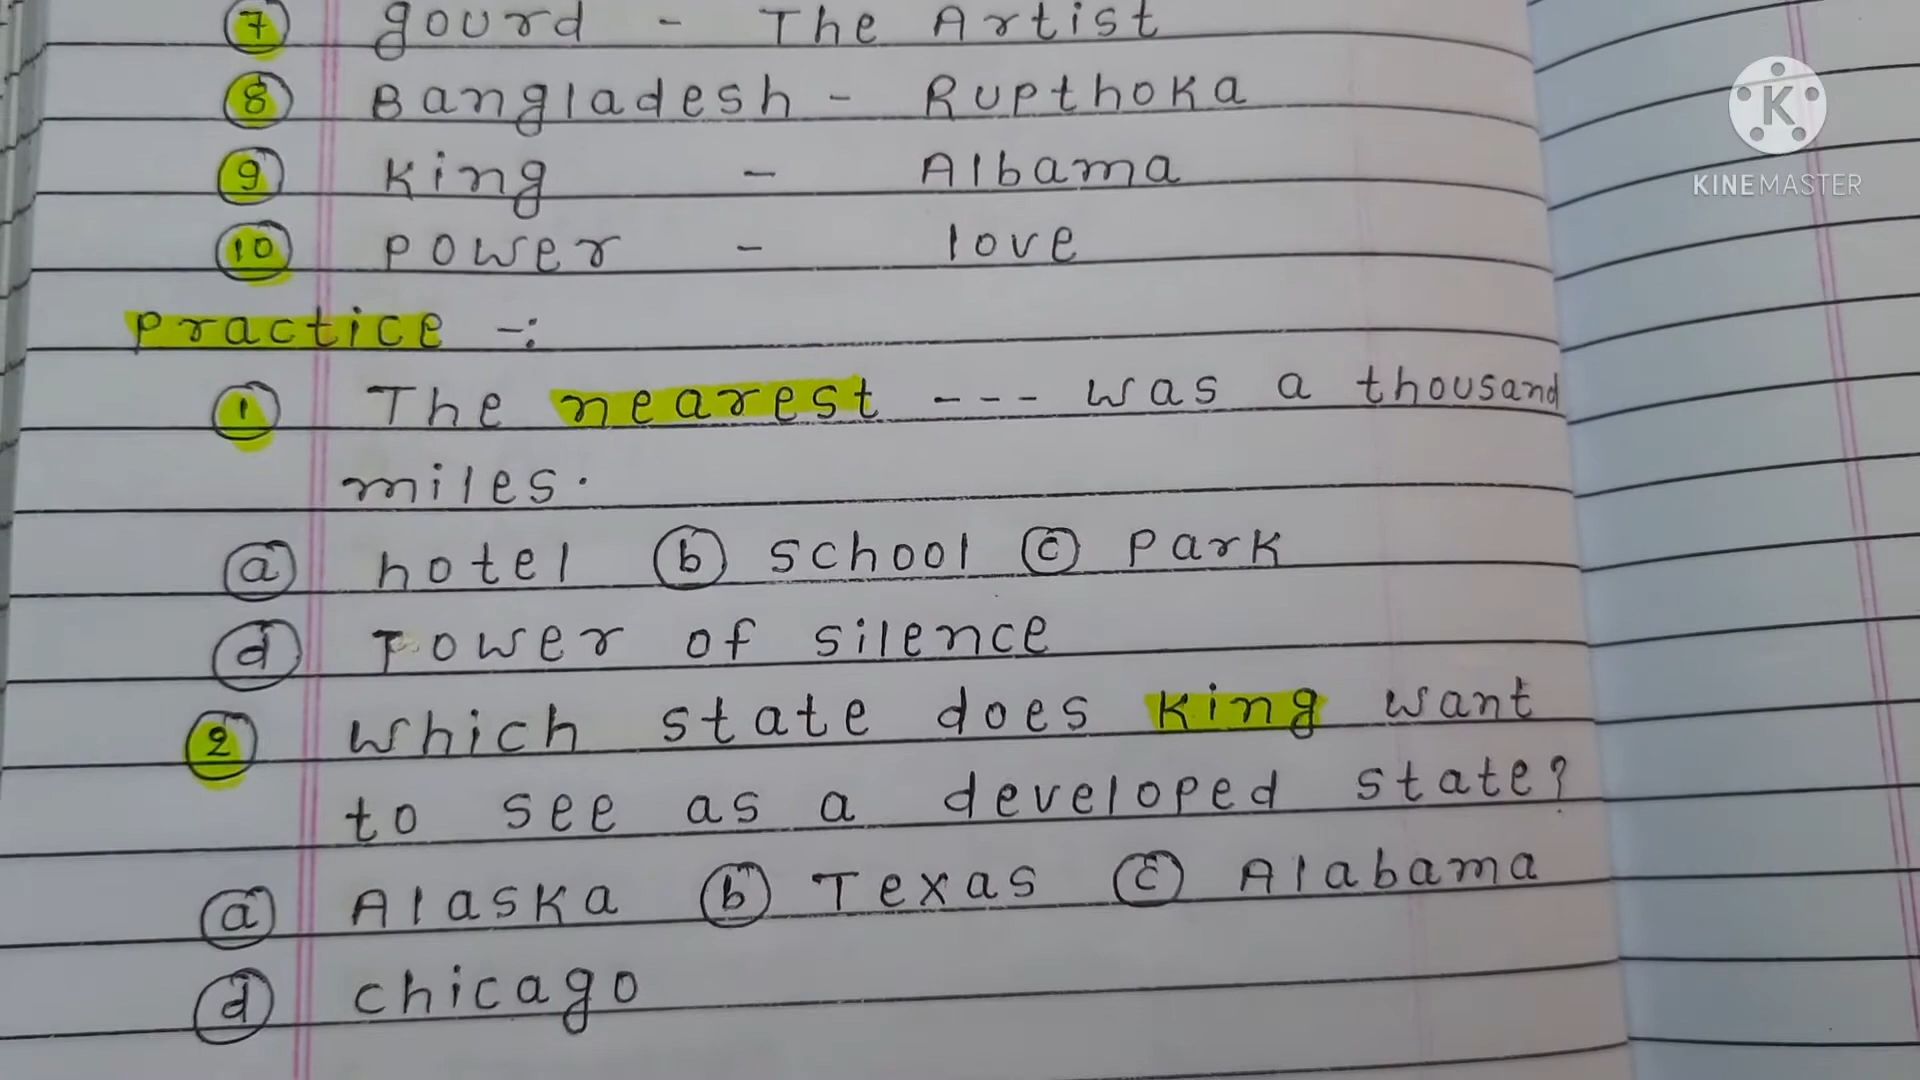 7 gourd - The Artist
8 Bangladesh - Rupthoka
9 King - Albama
10 power - love
Practice -:
1 The nearest --- was a thousand
miles.
a hotel b school c Park
d Tower of silence
2 which state does King want
to see as a developed state?
a Alaska b Texas c Alabama
d chicago
K
KINEMASTER